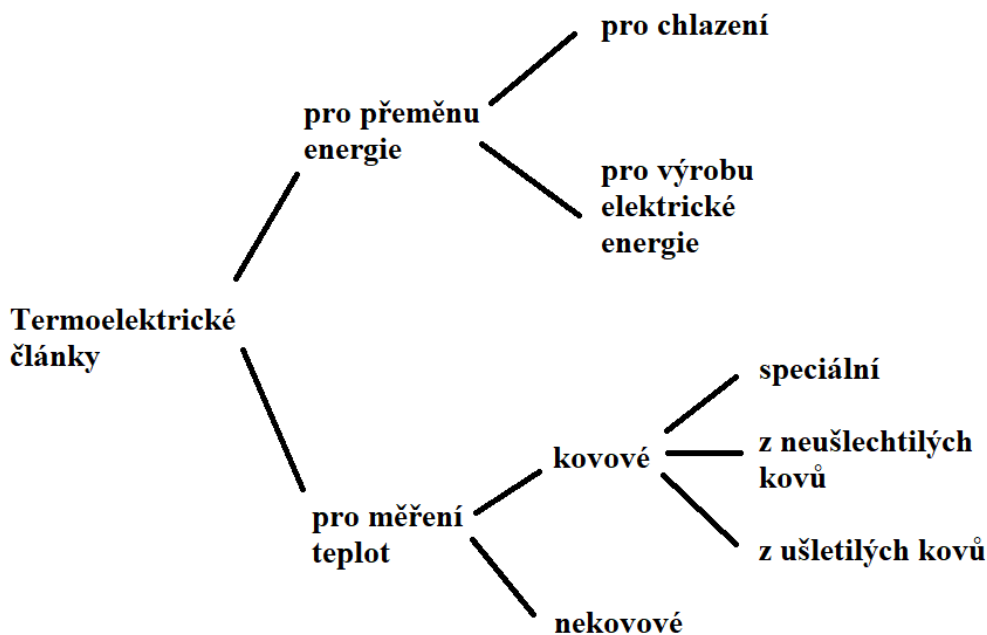 pro chlazení
pro přeměnu
energie
pro výrobu
elektrické
energie
Termoelektrické
články
speciální
z neušlechtilých
kovů
kovové
pro měření
teplot
z ušletilých kovů
nekovové